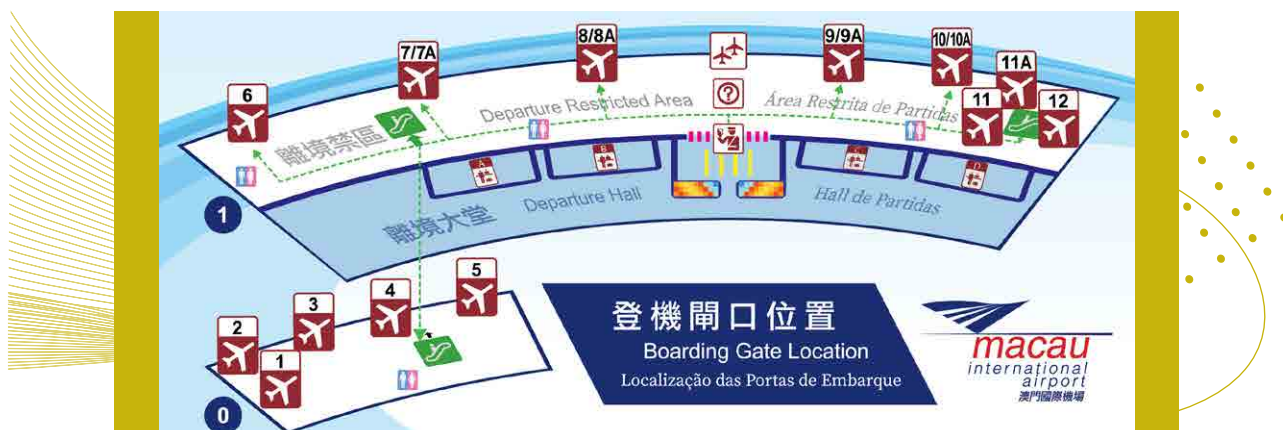 8/8A
7/7A
9/9A
10/10A
11A
6
11
12
Departure Restricted Area
Área Restrita de Partidas
離境禁區
A
B
C
D
Departure Hall
Hall de Partidas
離境大堂
1
5
4
3
2
1
0
登機閘口位置
Boarding Gate Location
Localização das Portas de Embarque
macau
international
airport
澳門國際機場